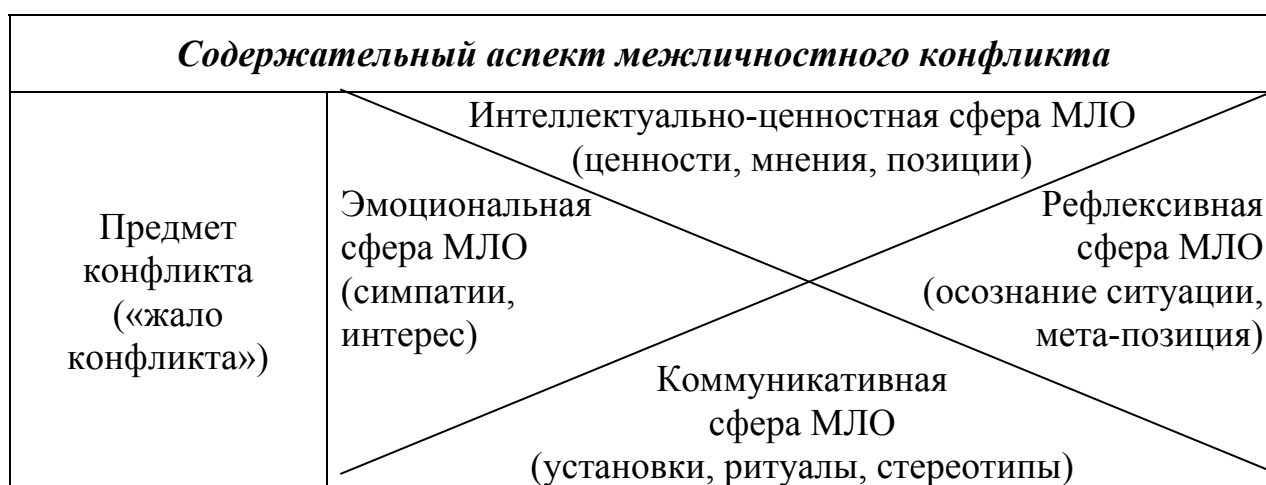 Содержательный аспект межличностного конфликта
Предмет
конфликта
(«жало
конфликта»)
Интеллектуально-ценностная сфера МЛО
(ценности, мнения, позиции)
Эмоциональная
сфера МЛО
(симпатии,
интерес)
Рефлексивная
сфера МЛО
(осознание ситуации,
мета-позиция)
Коммуникативная
сфера МЛО
(установки, ритуалы, стереотипы)